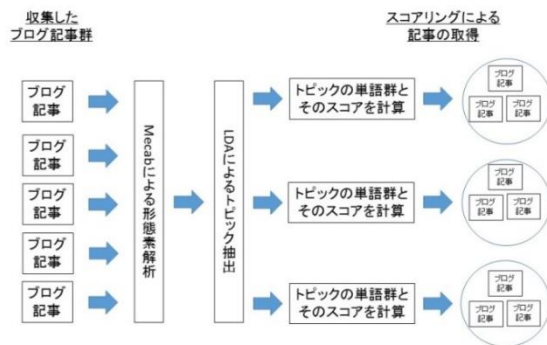 収集した
ブログ記事群
スコアリングによる
記事の取得
ブログ
記事
ブログ
記事
ブログ
記事
ブログ
記事
ブログ
記事
Mecabによる形態素解析
LDAによるトピック抽出
トピックの単語群と
そのスコアを計算
トピックの単語群と
そのスコアを計算
トピックの単語群と
そのスコアを計算
ブログ
記事
ブログ
記事
ブログ
記事
ブログ
記事
ブログ
記事
ブログ
記事
ブログ
記事
ブログ
記事
ブログ
記事